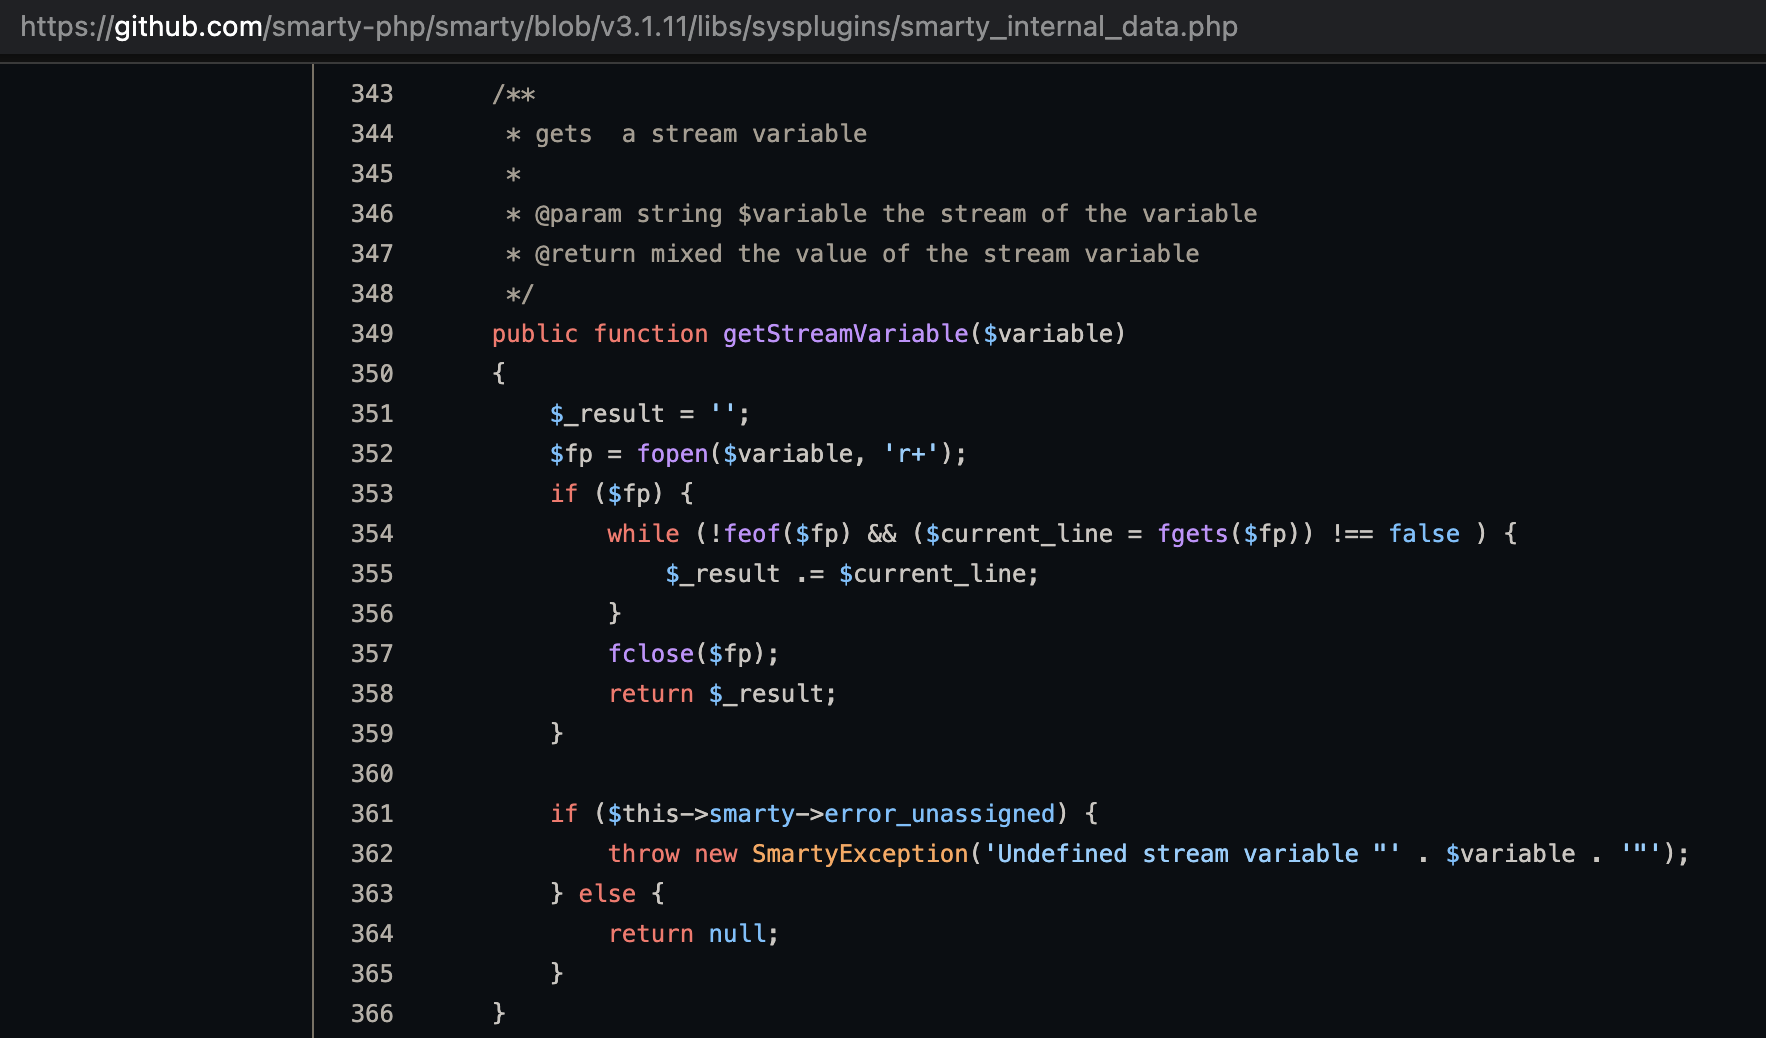 https://github.com/smarty-php/smarty/blob/v3.1.11/libs/sysplugins/smarty_internal_data.php
343 /**
344 * gets  a stream variable
345 *
346 * @param string $variable the stream of the variable
347 * @return mixed the value of the stream variable
348 */
349 public function getStreamVariable($variable)
350 {
351 $_result = '';
352 $fp = fopen($variable, 'r+');
353 if ($fp) {
354 while (!feof($fp) && ($current_line = fgets($fp)) !== false ) {
355 $_result .= $current_line;
356 }
357 fclose($fp);
358 return $_result;
359 }
360
361 if ($this->smarty->error_unassigned) {
362 throw new SmartyException('Undefined stream variable "' . $variable . '"');
363 } else {
364 return null;
365 }
366 }